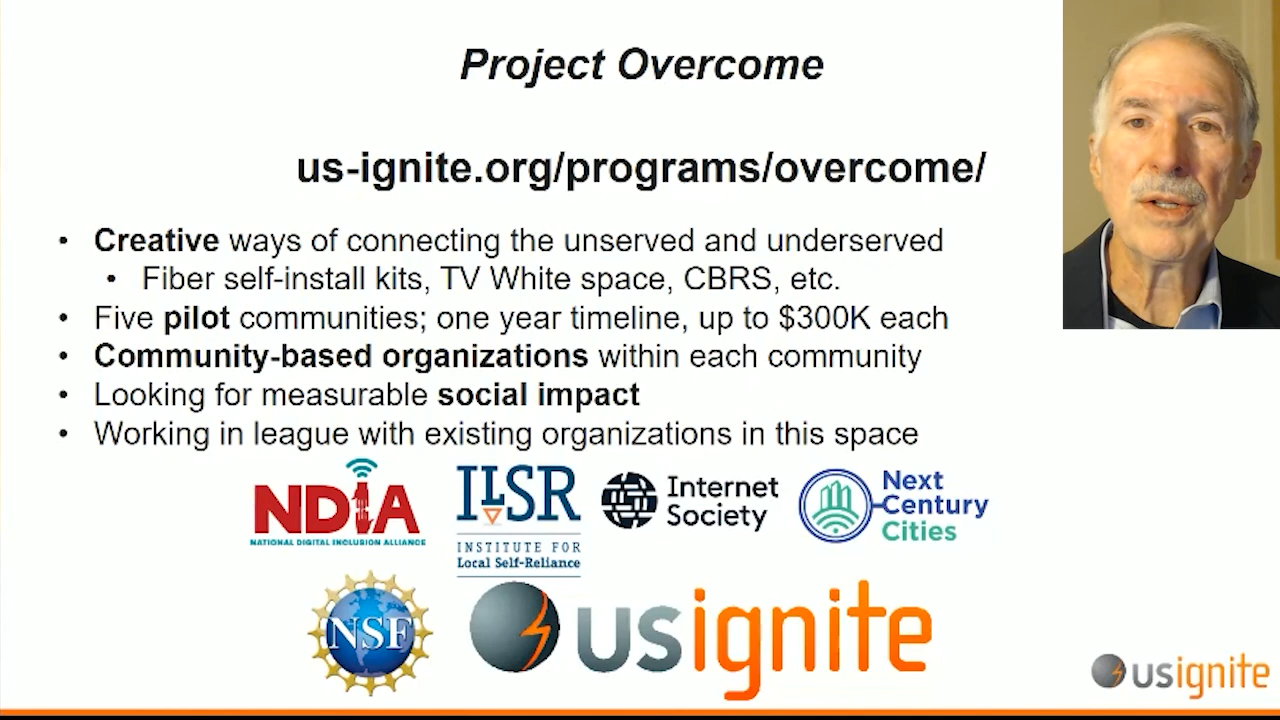 Project Overcome
us-ignite.org/programs/overcome/
• Creative ways of connecting the unserved and underserved
• Fiber self-install kits, TV White space, CBRS, etc.
• Five pilot communities; one year timeline, up to $300K each
• Community-based organizations within each community
• Looking for measurable social impact
• Working in league with existing organizations in this space
NDIA
NATIONAL DIGITAL INCLUSION ALLIANCE
ILSR
INSTITUTE FOR
Local Self-Reliance
Internet
Society
Next
Century
Cities
NSF
usignite
usignite